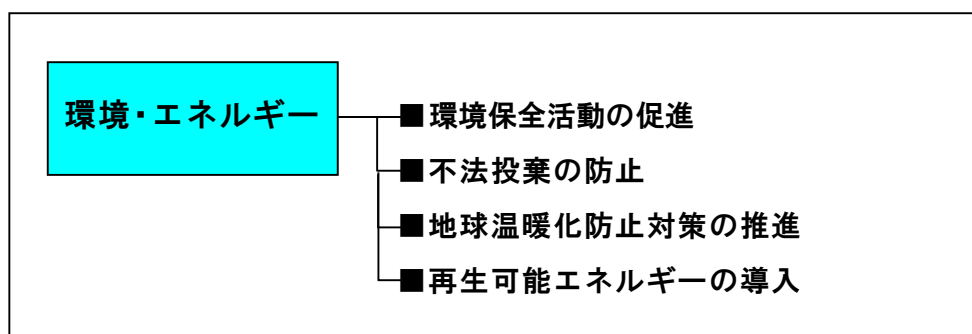 環境・エネルギー
■環境保全活動の促進
■不法投棄の防止
■地球温暖化防止対策の推進
■再生可能エネルギーの導入